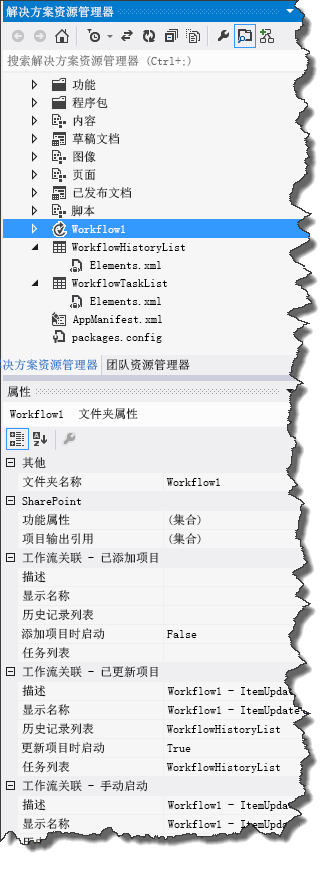 解决方案资源管理器
搜索解决方案资源管理器 (Ctrl+;)
功能
程序包
内容
草稿文档
图像
页面
已发布文档
脚本
Workflow1
WorkflowHistoryList
Elements.xml
WorkflowTaskList
Elements.xml
AppManifest.xml
packages.config
决方案资源管理器 团队资源管理器
属性
Workflow1 文件夹属性
其他
文件夹名称 Workflow1
SharePoint
功能属性 (集合)
项目输出引用 (集合)
工作流关联 - 已添加项目
描述
显示名称
历史记录列表
添加项目时启动 False
任务列表
工作流关联 - 已更新项目
描述 Workflow1 - ItemUpdat
显示名称 Workflow1 - ItemUpdate
历史记录列表 WorkflowHistoryList
更新项目时启动 True
任务列表 WorkflowHistoryList
工作流关联 - 手动启动
描述 Workflow1 - ItemUpda
显示名称 Workflow1 - ItemUpda